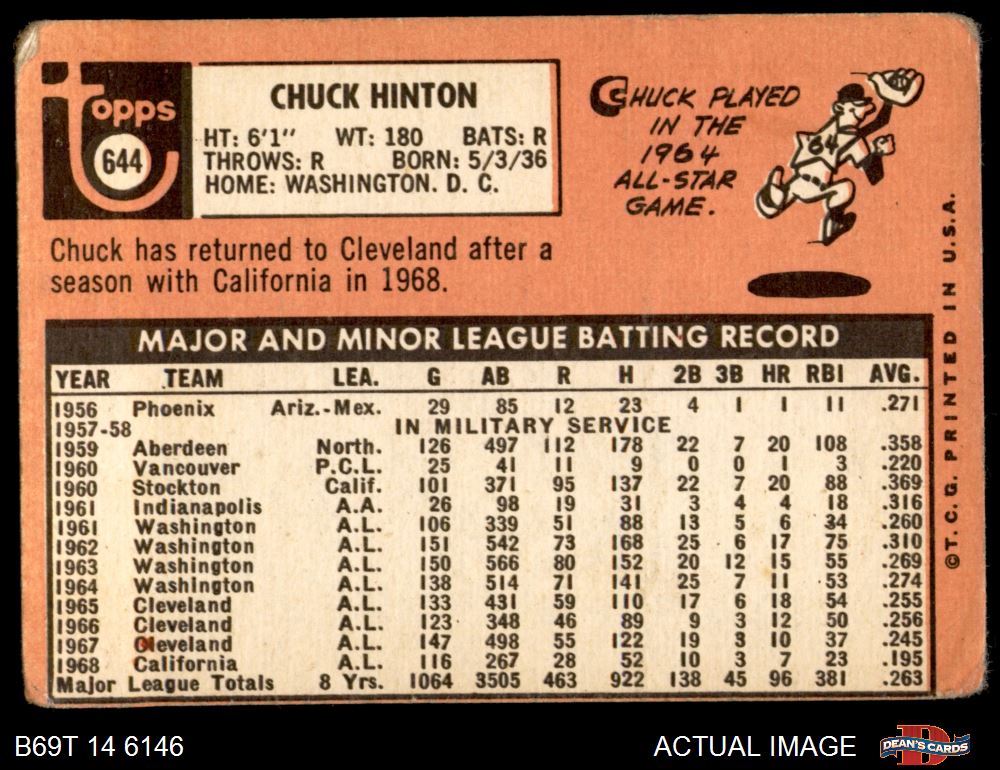 Topps
644
CHUCK HINTON
HT: 6'1" WT: 180 BATS: R
THROWS: R BORN: 5/3/36
HOME: WASHINGTON. D. C.
CHUCK PLAYED
IN THE
1964
ALL-STAR
GAME.
64
Chuck has returned to Cleveland after a
season with California in 1968.
MAJOR AND MINOR LEAGUE BATTING RECORD
YEAR TEAM LEA. G AB R H 2B 3B HR RBI AVG.
1956 Phoenix Ariz.-Mex. 29 85 12 23 4 1 1 11 .271
1957-58 IN MILITARY SERVICE
1959 Aberdeen North. 126 497 112 178 22 7 20 108 .358
1960 Vancouver P.C.L. 25 41 11 9 0 0 1 3 .220
1960 Stockton Calif. 101 371 95 137 22 7 20 88 .369
1961 Indianapolis A.A. 26 98 19 31 3 4 4 18 .316
1961 Washington A.L. 106 339 51 88 13 5 6 34 .260
1962 Washington A.L. 151 542 73 168 25 6 17 75 .310
1963 Washington A.L. 150 566 80 152 20 12 15 55 .269
1964 Washington A.L. 138 514 71 141 25 7 11 53 .274
1965 Cleveland A.L. 133 431 59 110 17 6 18 54 .255
1966 Cleveland A.L. 123 348 46 89 9 3 12 50 .256
1967 Cleveland A.L. 147 498 55 122 19 3 10 37 .245
1968 California A.L. 116 267 28 52 10 3 7 23 .195
Major League Totals 8 Yrs. 1064 3505 463 922 138 45 96 381 .263
©T. C. G. PRINTED IN U.S.A.
B69T 14 6146
ACTUAL IMAGE
DEAN'S CARDS